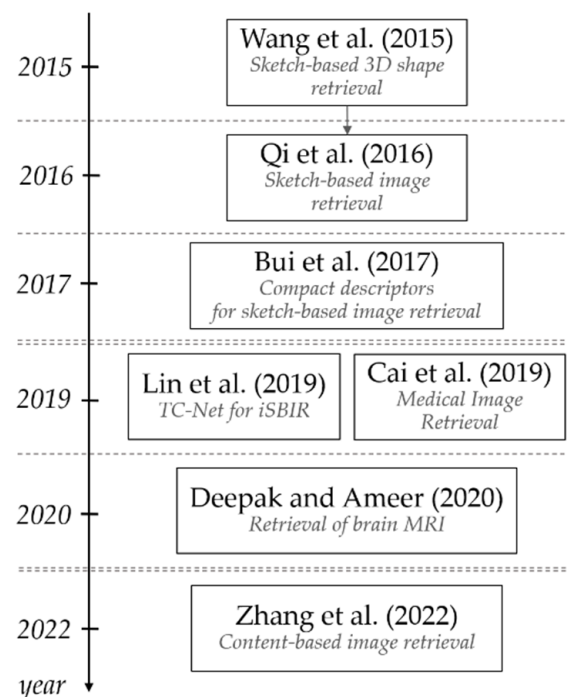 2015
Wang et al. (2015)
Sketch-based 3D shape
retrieval
2016
Qi et al. (2016)
Sketch-based image
retrieval
2017
Bui et al. (2017)
Compact descriptors
for sketch-based image retrieval
2019
Lin et al. (2019)
TC-Net for iSBIR
Cai et al. (2019)
Medical Image
Retrieval
2020
Deepak and Ameer (2020)
Retrieval of brain MRI
2022
Zhang et al. (2022)
Content-based image retrieval
year